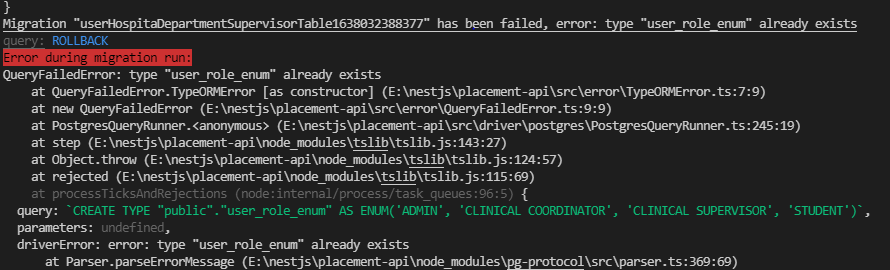 }
Migration "userHospitaDepartmentSupervisorTable1638032388377" has been failed, error: type "user_role_enum" already exists
query: ROLLBACK
Error during migration run:
QueryFailedError: type "user_role_enum" already exists
at QueryFailedError.TypeORMError [as constructor] (E:\nestjs\placement-api\src\error\TypeORMError.ts:7:9)
at new QueryFailedError (E:\nestjs\placement-api\src\error\QueryFailedError.ts:9:9)
at PostgresQueryRunner.<anonymous> (E:\nestjs\placement-api\src\driver\postgres\PostgresQueryRunner.ts:245:19)
at step (E:\nestjs\placement-api\node_modules\tslib\tslib.js:143:27)
at Object.throw (E:\nestjs\placement-api\node_modules\tslib\tslib.js:124:57)
at rejected (E:\nestjs\placement-api\node_modules\tslib\tslib.js:115:69)
at processTicksAndRejections (node:internal/process/task_queues:96:5) {
query: `CREATE TYPE "public"."user_role_enum" AS ENUM('ADMIN', 'CLINICAL COORDINATOR', 'CLINICAL SUPERVISOR', 'STUDENT')`,
parameters: undefined,
driverError: error: type "user_role_enum" already exists
at Parser.parseErrorMessage (E:\nestjs\placement-api\node_modules\pg-protocol\src\parser.ts:369:69)